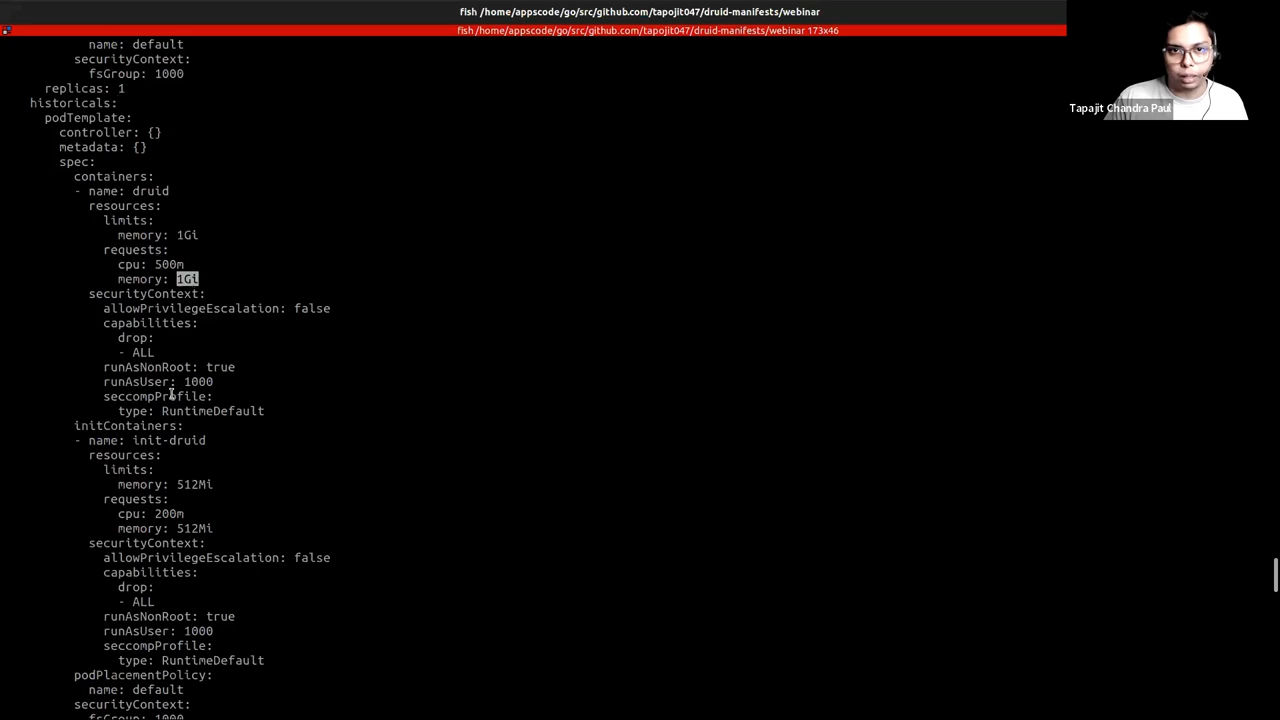 fish /home/appscode/go/src/github.com/tapojit047/druid-manifests/webinar
fish /home/appscode/go/src/github.com/tapojit047/druid-manifests/webinar 173x46
Tapajit Chandra Paul
name: default
securityContext:
fsGroup: 1000
replicas: 1
historicals:
podTemplate:
controller: {}
metadata: {}
spec:
containers:
- name: druid
resources:
limits:
memory: 1Gi
requests:
cpu: 500m
memory: 1Gi
securityContext:
allowPrivilegeEscalation: false
capabilities:
drop:
- ALL
runAsNonRoot: true
runAsUser: 1000
seccompProfile:
type: RuntimeDefault
initContainers:
- name: init-druid
resources:
limits:
memory: 512Mi
requests:
cpu: 200m
memory: 512Mi
securityContext:
allowPrivilegeEscalation: false
capabilities:
drop:
- ALL
runAsNonRoot: true
runAsUser: 1000
seccompProfile:
type: RuntimeDefault
podPlacementPolicy:
name: default
securityContext:
fsGroup: 1000